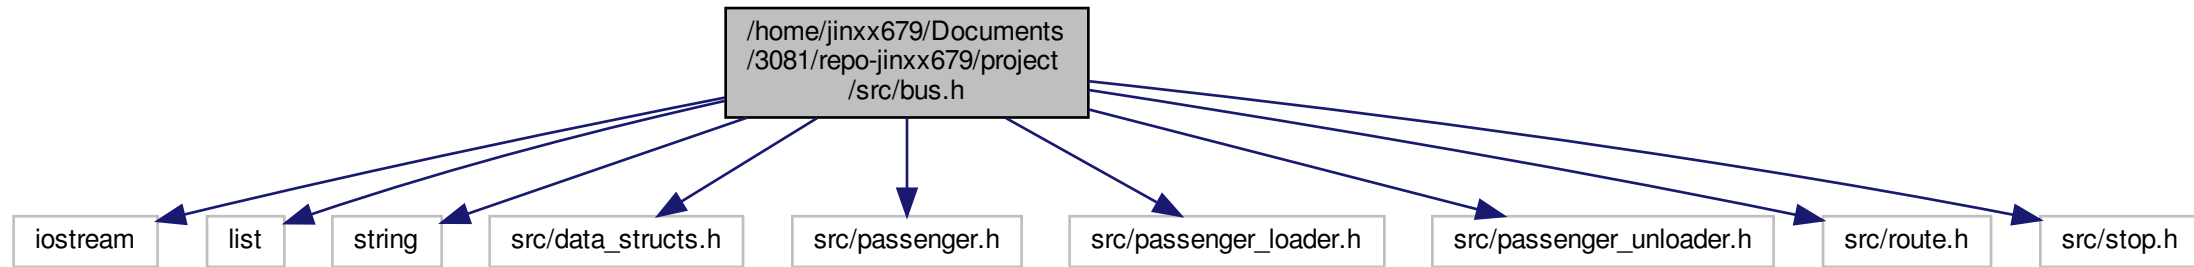 /home/jinxx679/Documents
/3081/repo-jinxx679/project
/src/bus.h
iostream
list
string
src/data_structs.h
src/passenger.h
src/passenger_loader.h
src/passenger_unloader.h
src/route.h
src/stop.h